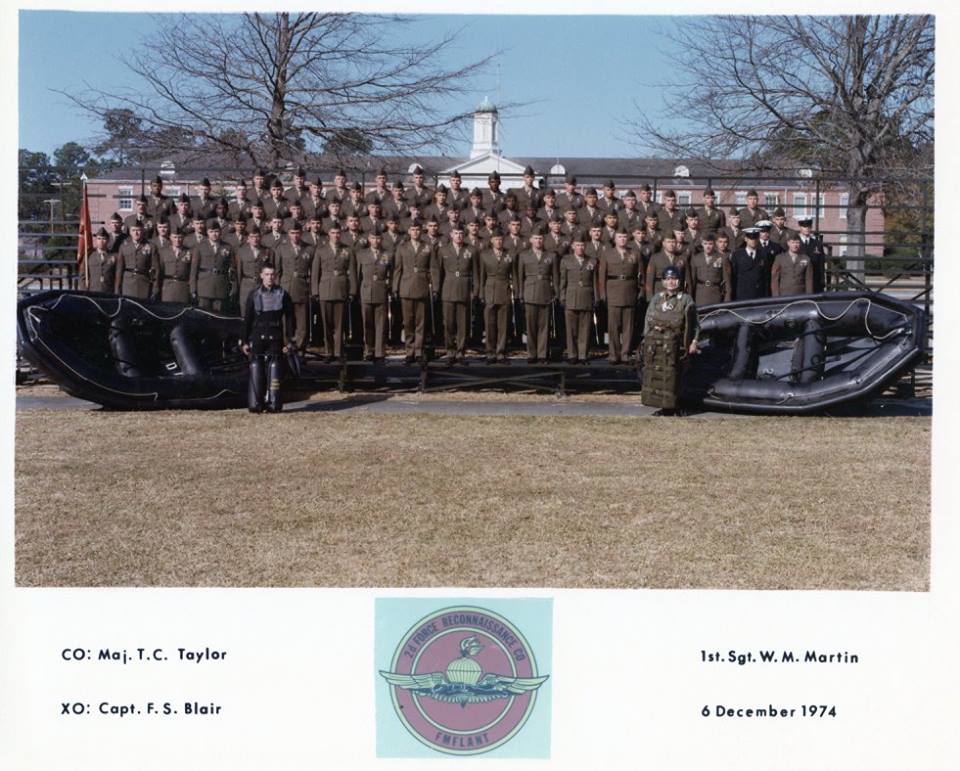 CO: Maj. T.C. Taylor
XO: Capt. F. S. Blair
2d FORCE RECONNAISSANCE CO
FMFLANT
1st. Sgt. W. M. Martin
6 December 1974